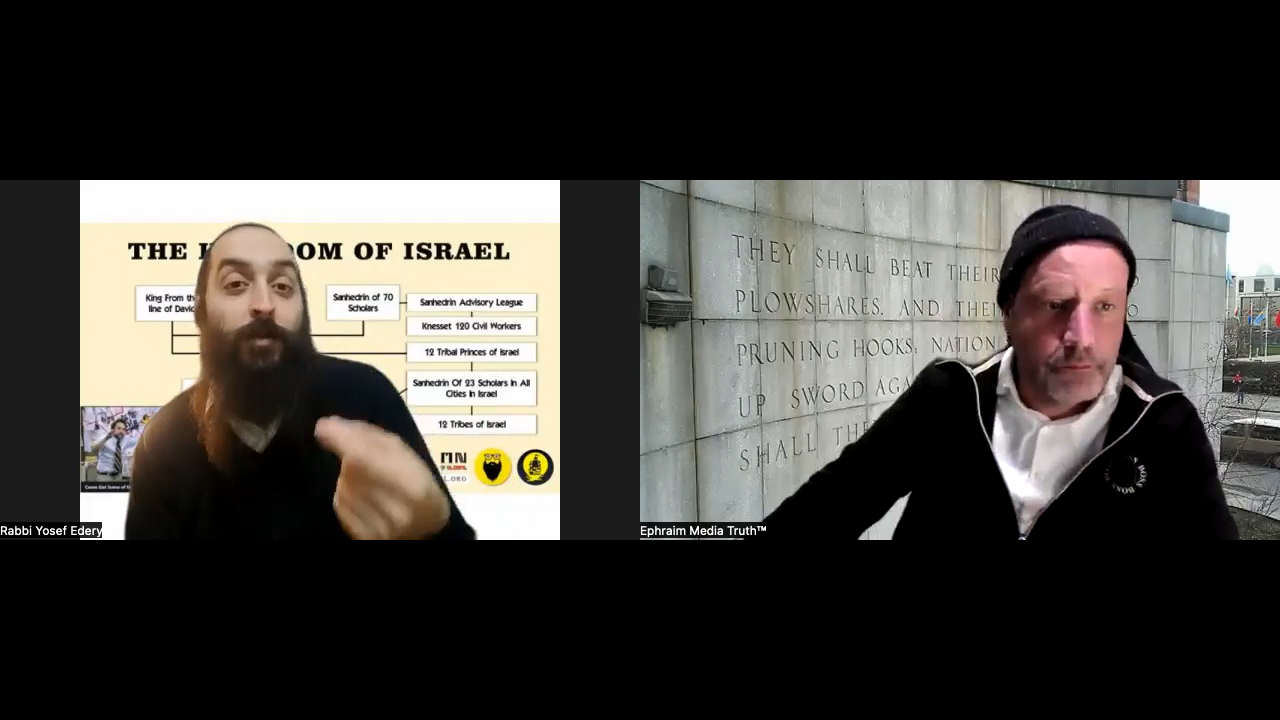 THE K DOM OF ISRAEL
King From th
line of David
Sanhedrin of 70
Scholars
Sanhedrin Advisory League
Knesset 120 Civil Workers
12 Tribal Princes of Israel
Sanhedrin Of 23 Scholars In All
Cities In Israel
12 Tribes of Israel
Rabbi Yosef Edery
THEY SHALL BEAT THEIR
PLOWSHARES. AND THEI O
PRUNING HOOKS: NATION
UP SWORD AGA
SHALL THE
BOSS
Ephraim Media Truth™